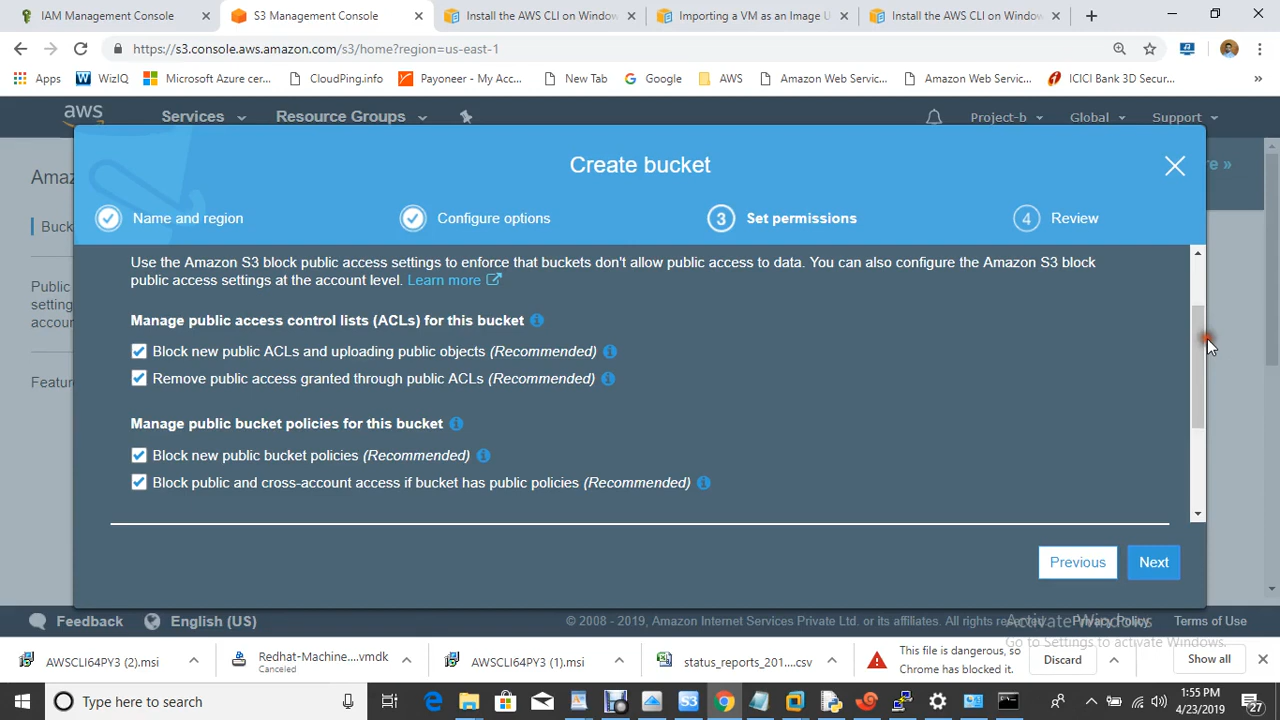 IAM Management Console
S3 Management Console
Install the AWS CLI on Window
Importing a VM as an Image U
Install the AWS CLI on Window
https://s3.console.aws.amazon.com/s3/home?region=us-east-1
Apps
WizIQ
Microsoft Azure cer...
CloudPing.info
Payoneer - My Acc...
New Tab
Google
AWS
Amazon Web Servic...
Amazon Web Servic...
ICICI Bank 3D Secur...
»
aws
Services
Resource Groups
Project-b
Global
Support
Amaz
Buck
Public
setting
accou
Featur
re »
Create bucket
Name and region
Configure options
3 Set permissions
4 Review
Use the Amazon S3 block public access settings to enforce that buckets don't allow public access to data. You can also configure the Amazon S3 block
public access settings at the account level. Learn more
Manage public access control lists (ACLs) for this bucket
Block new public ACLs and uploading public objects (Recommended)
Remove public access granted through public ACLs (Recommended)
Manage public bucket policies for this bucket
Block new public bucket policies (Recommended)
Block public and cross-account access if bucket has public policies (Recommended)
Previous
Next
Feedback
English (US)
© 2008 - 2019, Amazon Internet Services Private Ltd. or its affiliates. All rights reserved.
Privacy Policy
Terms of Use
Activate Windows
Go to Settings to activate Windows.
AWSCLI64PY3 (2).msi
Redhat-Machine....vmdk
Canceled
AWSCLI64PY3 (1).msi
status_reports_201....csv
This file is dangerous, so
Chrome has blocked it.
Discard
Show all
Type here to search
1:55 PM
4/23/2019
27